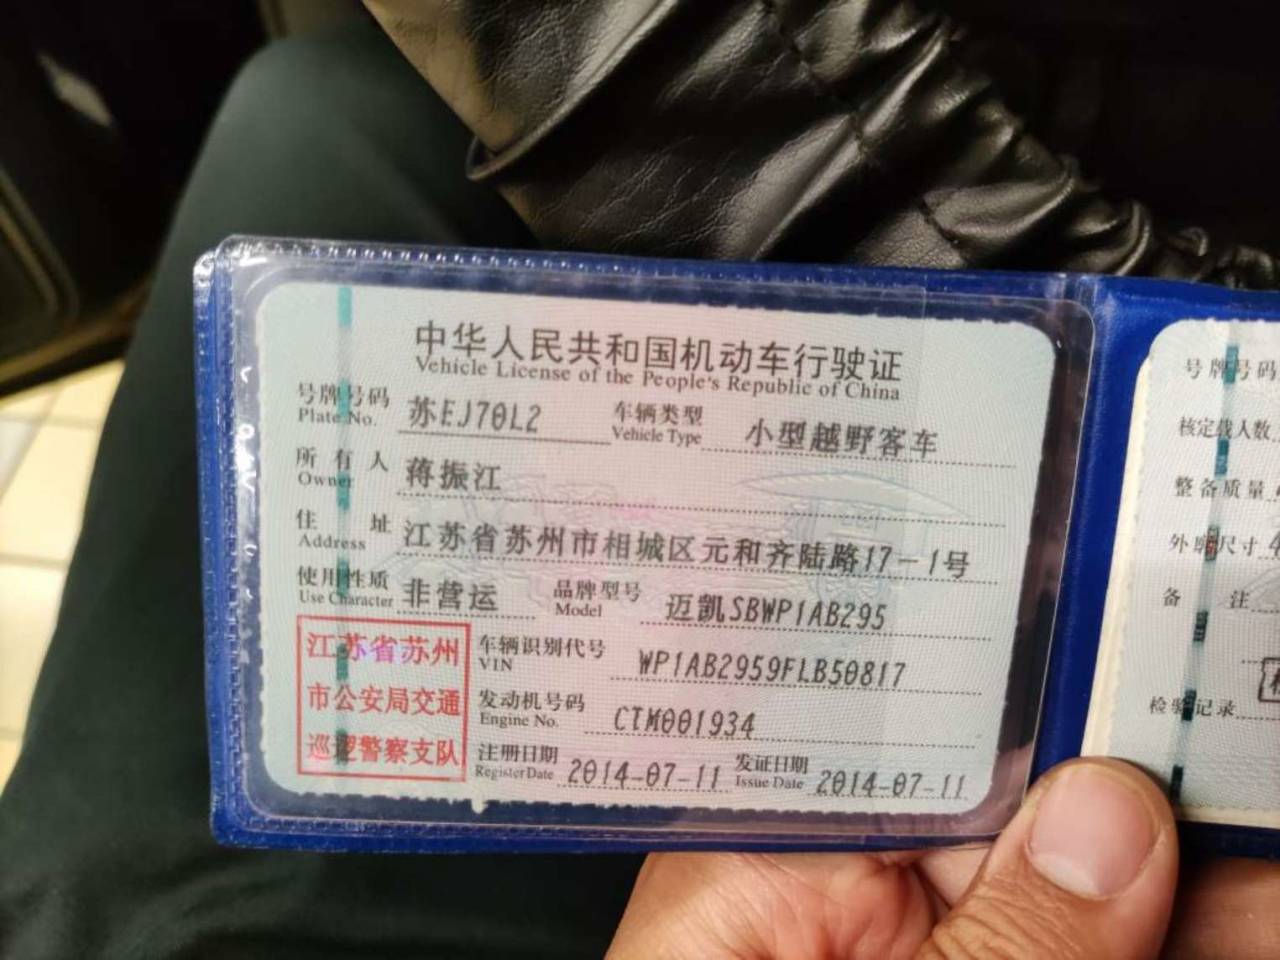 中华人民共和国机动车行驶证
Vehicle License of the People's Republic of China
号牌号码 苏EJ70L2 车辆类型 小型越野客车
Plate No. Vehicle Type
所有人 蒋振江
Owner
住址 江苏省苏州市相城区元和齐陆路17-1号
Address
使用性质 非营运 品牌型号 迈凯SBWP1AB295
Use Character Model
江苏省苏州
市公安局交通
巡逻警察支队
车辆识别代号 WP1AB2959FLB50817
VIN
发动机号码 CTM001934
Engine No.
注册日期 2014-07-11 发证日期 2014-07-11
Register Date Issue Date
号牌号码
核定载人数
整备质量
外廓尺寸 4
备注
检验记录